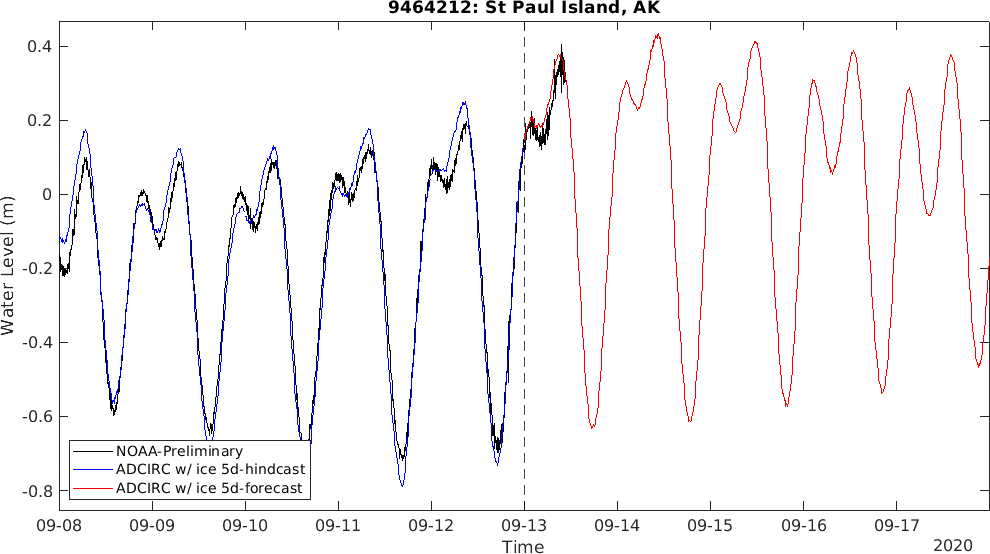 9464212: St Paul Island, AK
Water Level (m)
0.4
0.2
0
-0.2
-0.4
-0.6
-0.8
NOAA-Preliminary
ADCIRC w/ ice 5d-hindcast
ADCIRC w/ ice 5d-forecast
09-08 09-09 09-10 09-11 09-12 09-13 09-14 09-15 09-16 09-17
Time
2020